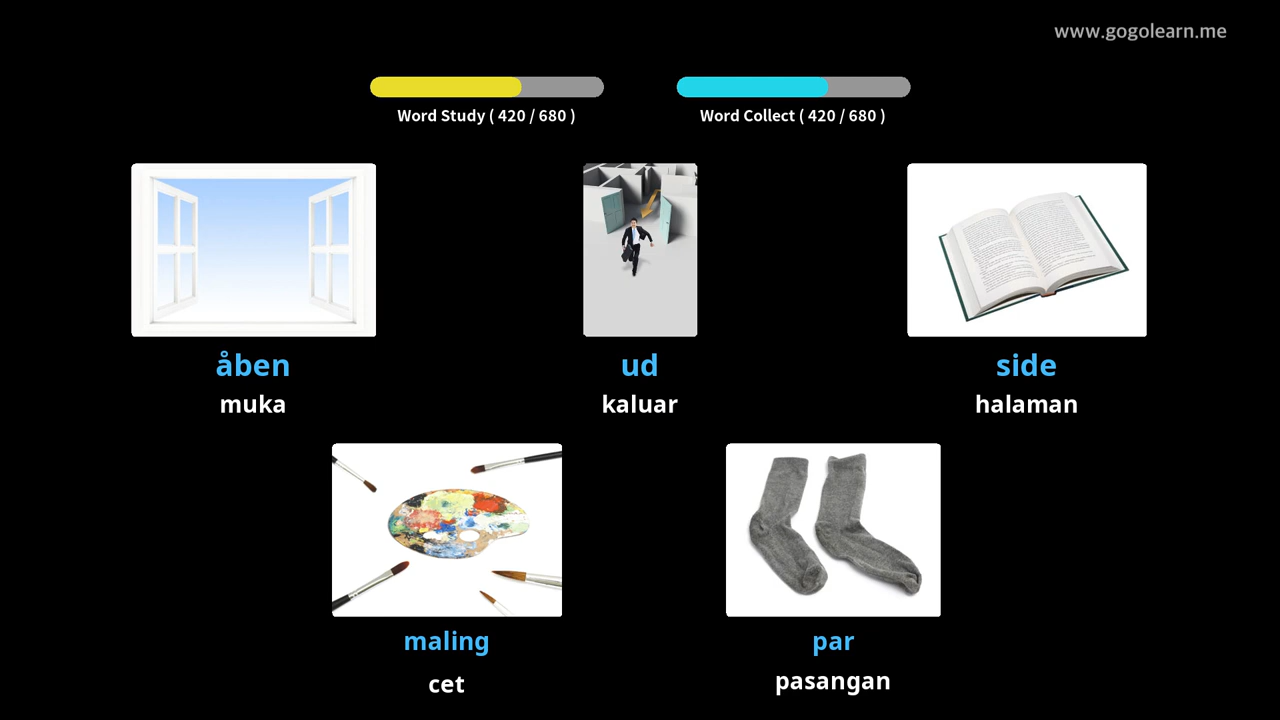 www.gogolearn.me
Word Study ( 420 / 680 )
Word Collect ( 420 / 680 )
åben
muka
ud
kaluar
side
halaman
maling
cet
par
pasangan